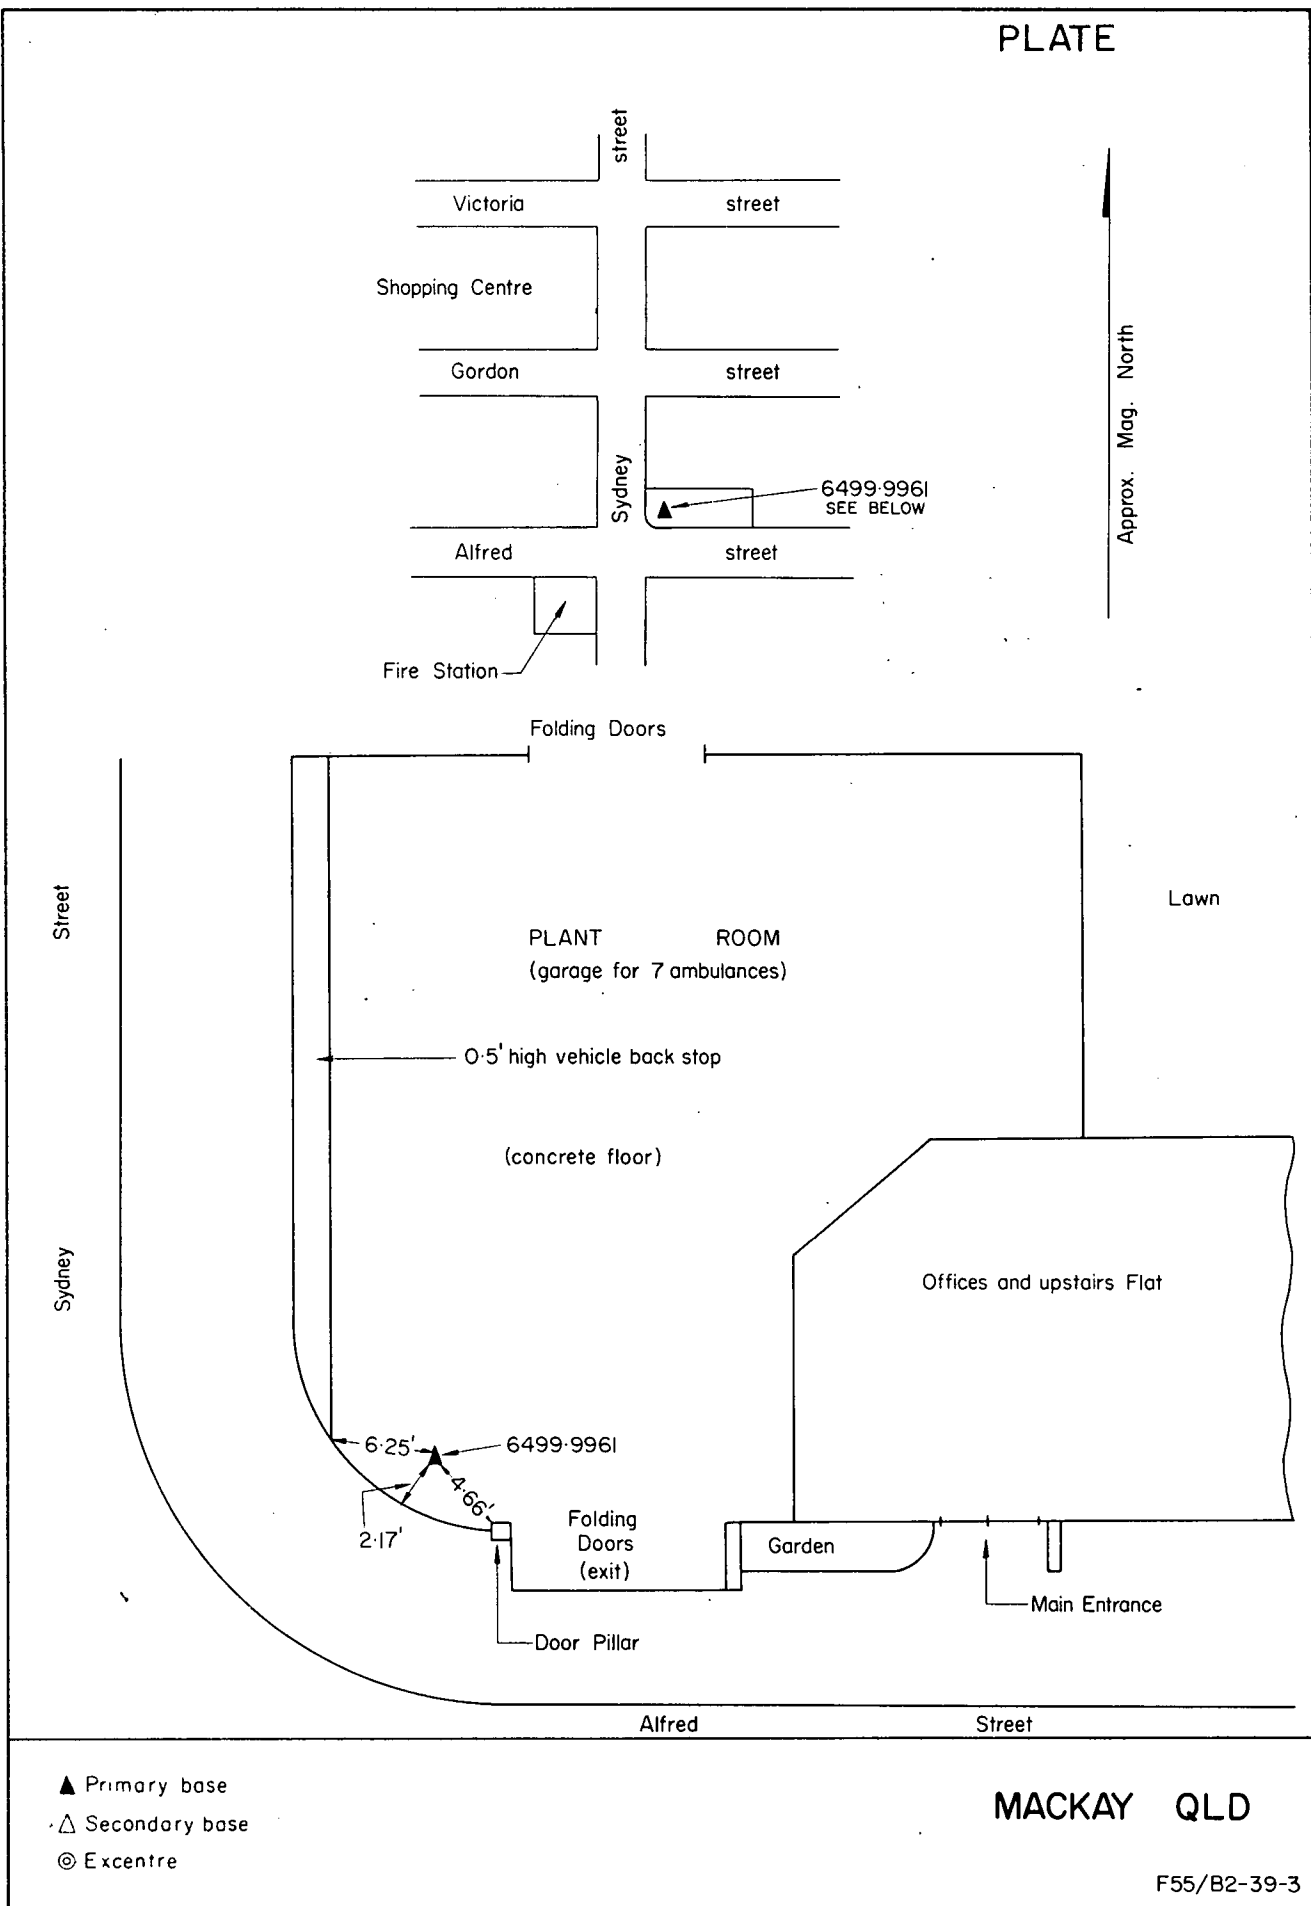 PLATE
street
Victoria street
Shopping Centre
Gordon street
Sydney
6499·9961
SEE BELOW
Alfred street
Fire Station
Approx. Mag. North
Folding Doors
Street
Lawn
PLANT ROOM
(garage for 7 ambulances)
0·5' high vehicle back stop
(concrete floor)
Sydney
Offices and upstairs Flat
6·25'
6499·9961
4·66'
2·17'
Folding
Doors
(exit)
Garden
Main Entrance
Door Pillar
Alfred Street
Primary base
Secondary base
Excentre
MACKAY QLD
F55/B2-39-3